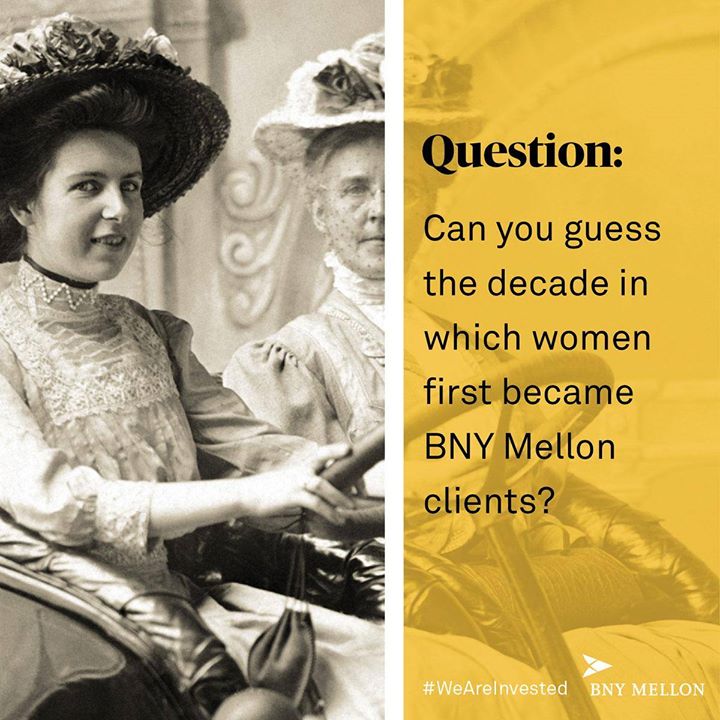 Question:
Can you guess
the decade in
which women
first became
BNY Mellon
clients?
#WeAreInvested
BNY MELLON